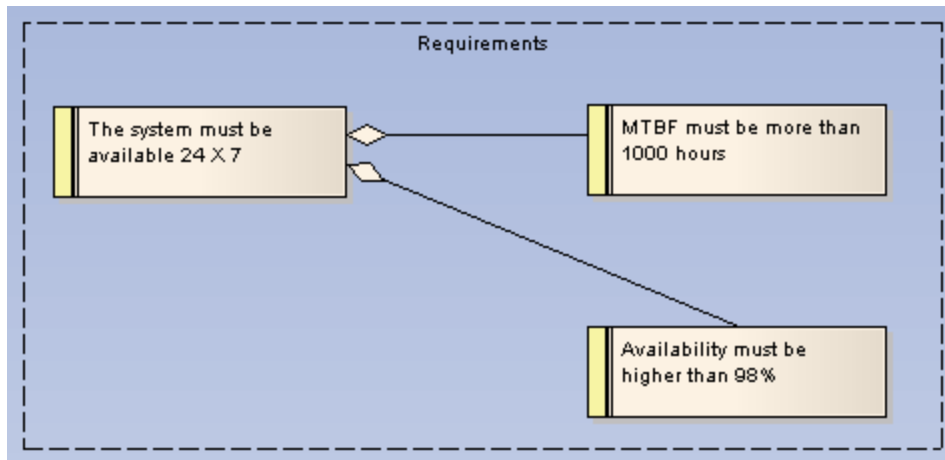 Requirements
The system must be
available 24 X 7
MTBF must be more than
1000 hours
Availability must be
higher than 98%